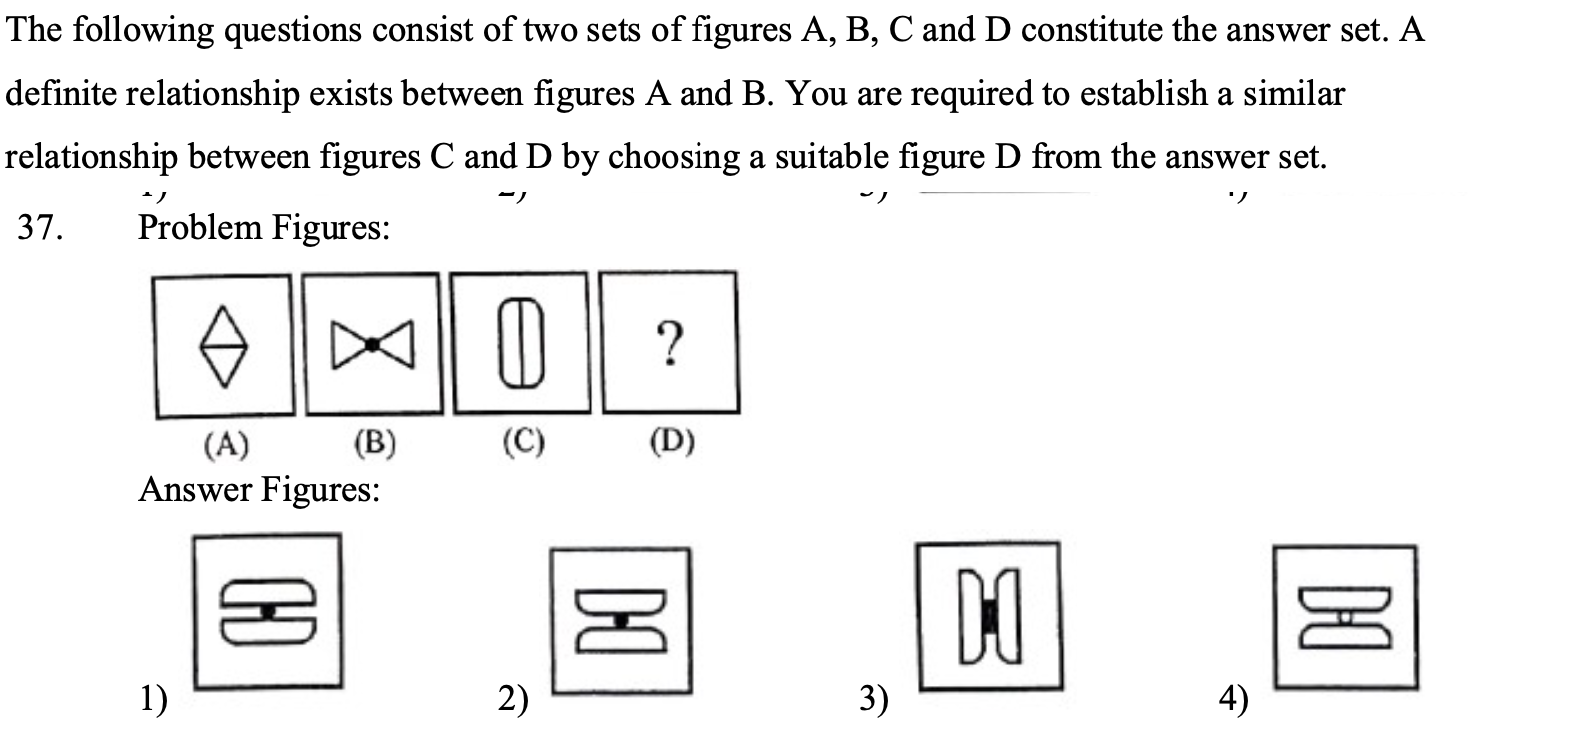 The following questions consist of two sets of figures A, B, C and D constitute the answer set. A
definite relationship exists between figures A and B. You are required to establish a similar
relationship between figures C and D by choosing a suitable figure D from the answer set.
37. Problem Figures:
?
(A) (B) (C) (D)
Answer Figures:
1) 2) 3) 4)